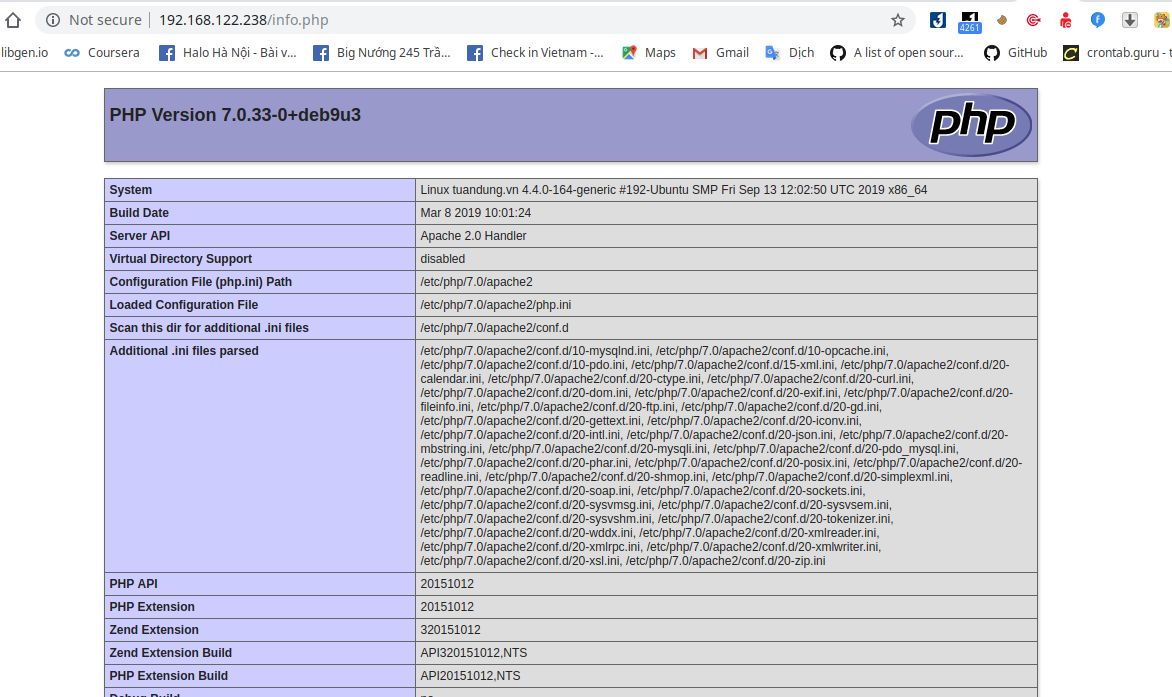 Not secure | 192.168.122.238/info.php
4261
libgen.io Coursera Halo Hà Nội - Bài v... Big Nướng 245 Trầ... Check in Vietnam -... Maps Gmail Dịch A list of open sour... GitHub crontab.guru - t
PHP Version 7.0.33-0+deb9u3
php
System Linux tuandung.vn 4.4.0-164-generic #192-Ubuntu SMP Fri Sep 13 12:02:50 UTC 2019 x86_64
Build Date Mar 8 2019 10:01:24
Server API Apache 2.0 Handler
Virtual Directory Support disabled
Configuration File (php.ini) Path /etc/php/7.0/apache2
Loaded Configuration File /etc/php/7.0/apache2/php.ini
Scan this dir for additional .ini files /etc/php/7.0/apache2/conf.d
Additional .ini files parsed /etc/php/7.0/apache2/conf.d/10-mysqlnd.ini, /etc/php/7.0/apache2/conf.d/10-opcache.ini,
/etc/php/7.0/apache2/conf.d/10-pdo.ini, /etc/php/7.0/apache2/conf.d/15-xml.ini, /etc/php/7.0/apache2/conf.d/20-
calendar.ini, /etc/php/7.0/apache2/conf.d/20-ctype.ini, /etc/php/7.0/apache2/conf.d/20-curl.ini,
/etc/php/7.0/apache2/conf.d/20-dom.ini, /etc/php/7.0/apache2/conf.d/20-exif.ini, /etc/php/7.0/apache2/conf.d/20-
fileinfo.ini, /etc/php/7.0/apache2/conf.d/20-ftp.ini, /etc/php/7.0/apache2/conf.d/20-gd.ini,
/etc/php/7.0/apache2/conf.d/20-gettext.ini, /etc/php/7.0/apache2/conf.d/20-iconv.ini,
/etc/php/7.0/apache2/conf.d/20-intl.ini, /etc/php/7.0/apache2/conf.d/20-json.ini, /etc/php/7.0/apache2/conf.d/20-
mbstring.ini, /etc/php/7.0/apache2/conf.d/20-mysqli.ini, /etc/php/7.0/apache2/conf.d/20-pdo_mysql.ini,
/etc/php/7.0/apache2/conf.d/20-phar.ini, /etc/php/7.0/apache2/conf.d/20-posix.ini, /etc/php/7.0/apache2/conf.d/20-
readline.ini, /etc/php/7.0/apache2/conf.d/20-shmop.ini, /etc/php/7.0/apache2/conf.d/20-simplexml.ini,
/etc/php/7.0/apache2/conf.d/20-soap.ini, /etc/php/7.0/apache2/conf.d/20-sockets.ini,
/etc/php/7.0/apache2/conf.d/20-sysvmsg.ini, /etc/php/7.0/apache2/conf.d/20-sysvsem.ini,
/etc/php/7.0/apache2/conf.d/20-sysvshm.ini, /etc/php/7.0/apache2/conf.d/20-tokenizer.ini,
/etc/php/7.0/apache2/conf.d/20-wddx.ini, /etc/php/7.0/apache2/conf.d/20-xmlreader.ini,
/etc/php/7.0/apache2/conf.d/20-xmlrpc.ini, /etc/php/7.0/apache2/conf.d/20-xmlwriter.ini,
/etc/php/7.0/apache2/conf.d/20-xsl.ini, /etc/php/7.0/apache2/conf.d/20-zip.ini
PHP API 20151012
PHP Extension 20151012
Zend Extension 320151012
Zend Extension Build API320151012,NTS
PHP Extension Build API20151012,NTS
Debug Build no